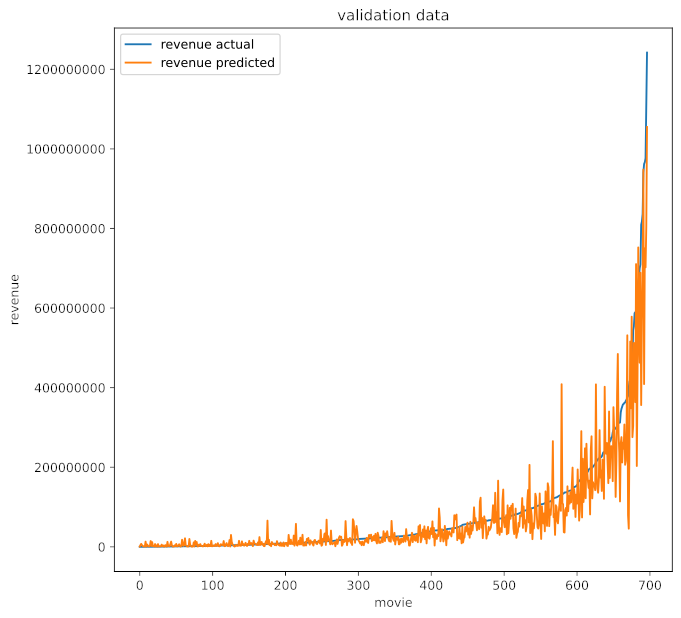 validation data
revenue actual
revenue predicted
1200000000
1000000000
800000000
600000000
400000000
200000000
0
revenue
0 100 200 300 400 500 600 700
movie